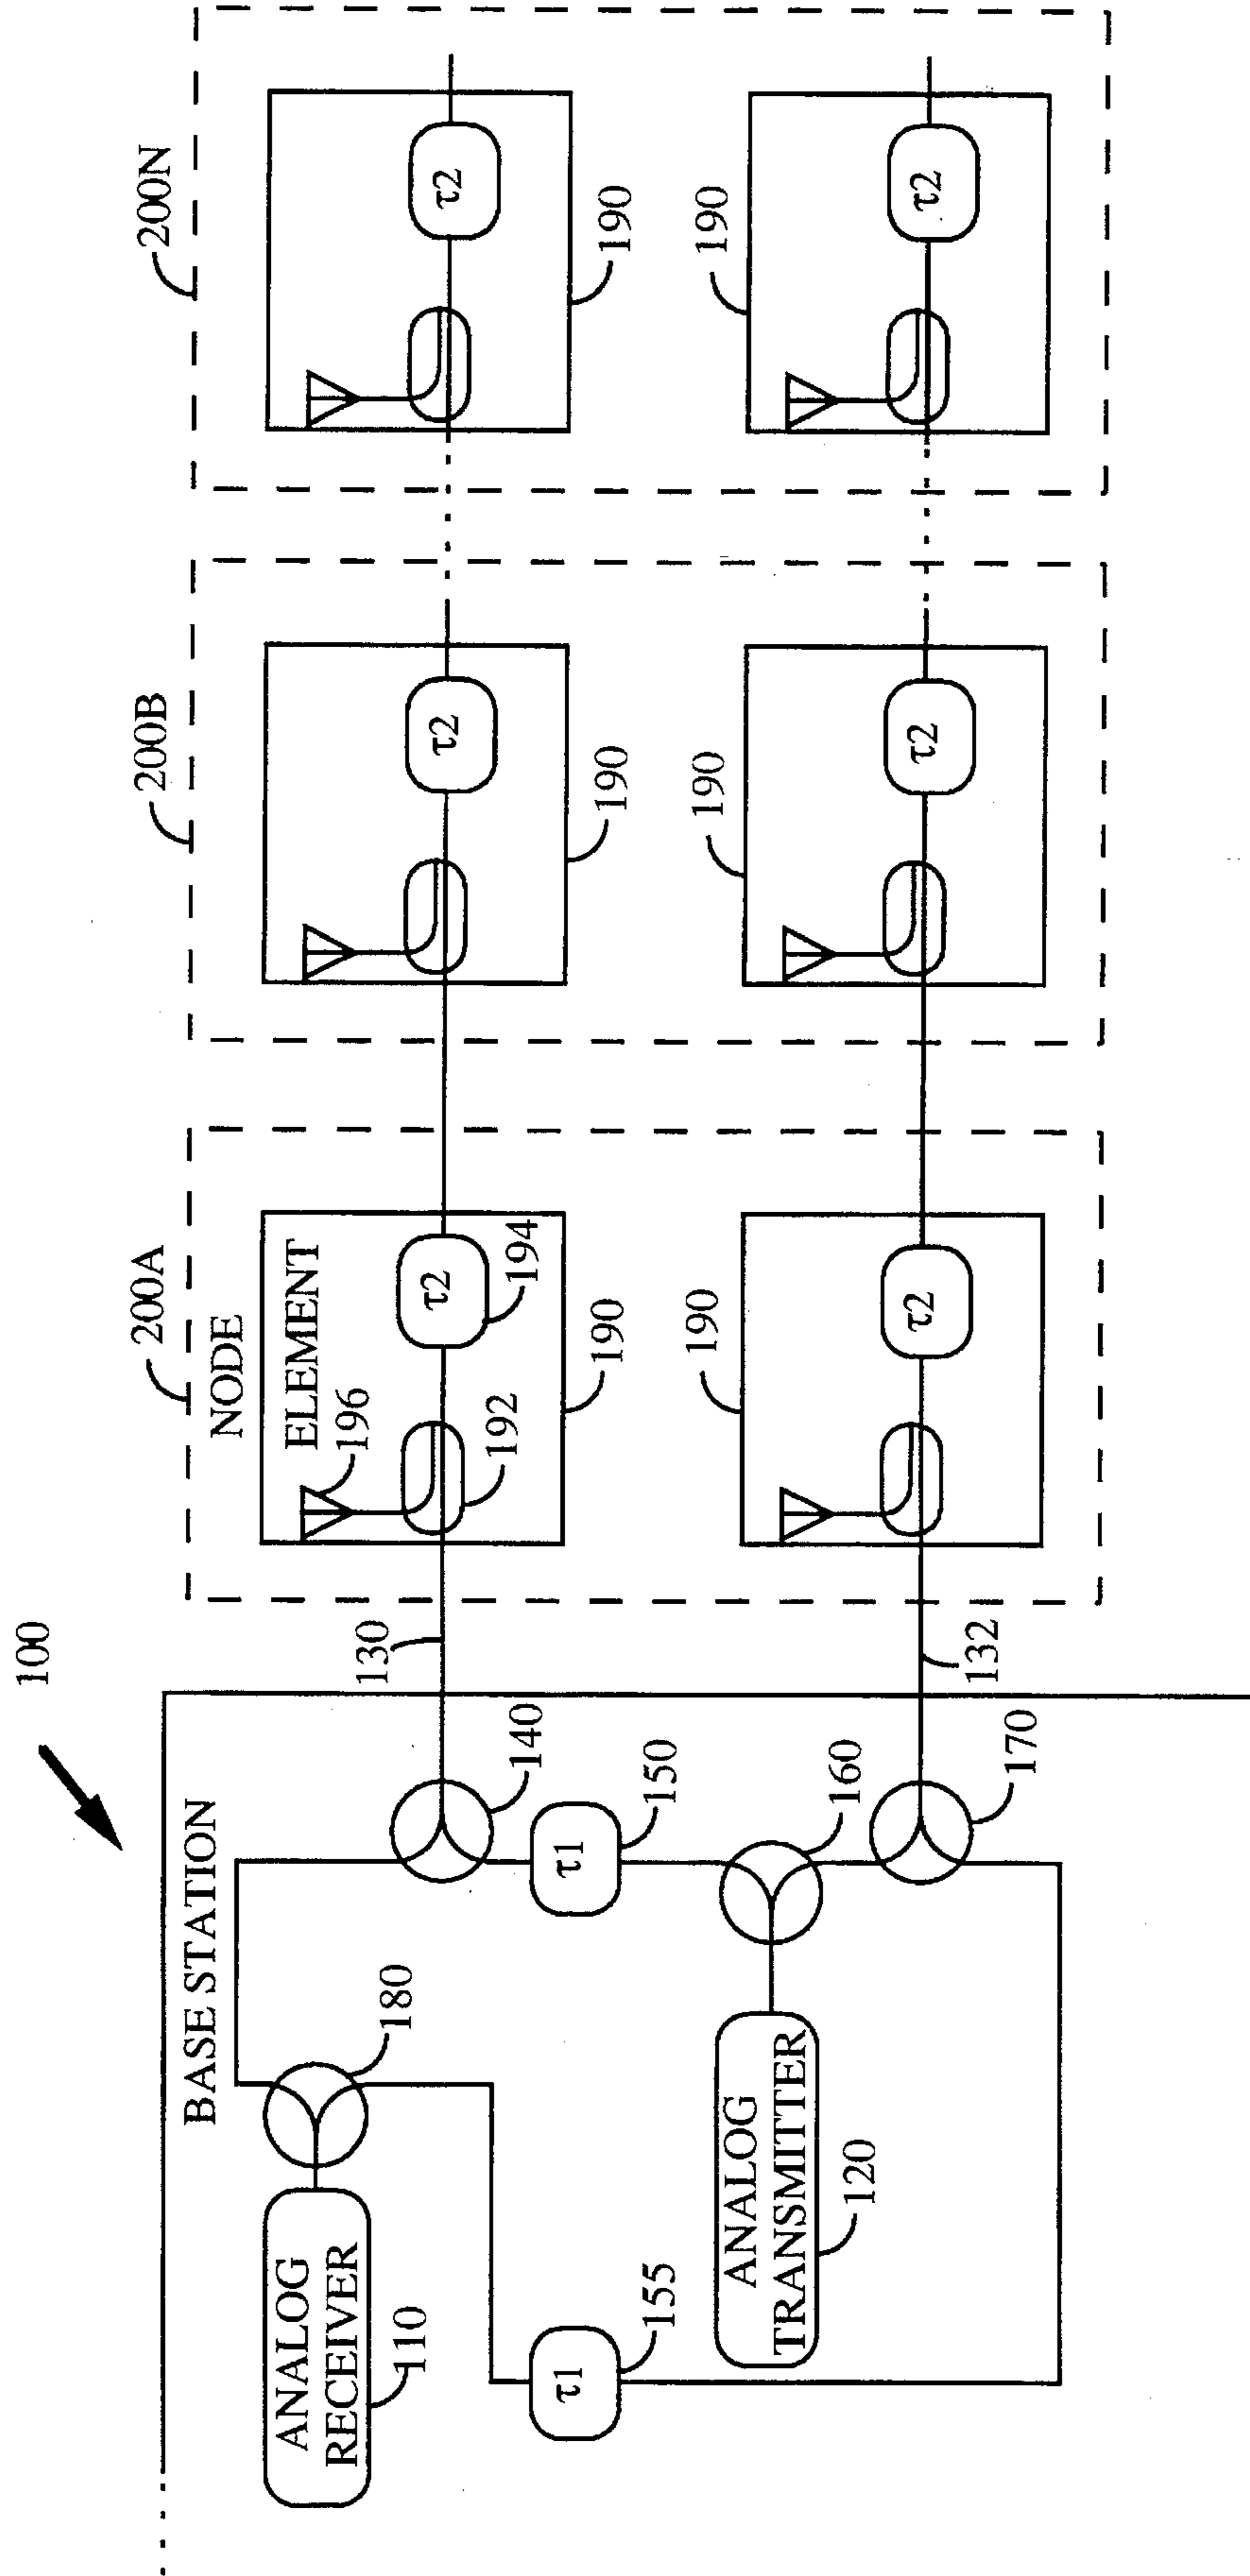 100
BASE STATION
ANALOG
RECEIVER
110
180
τ1
155
ANALOG
TRANSMITTER
120
140
τ1
150
160
170
130
132
200A
NODE
ELEMENT
196
192
τ2
194
190
190
τ2
200B
τ2
190
190
τ2
200N
τ2
190
190
τ2